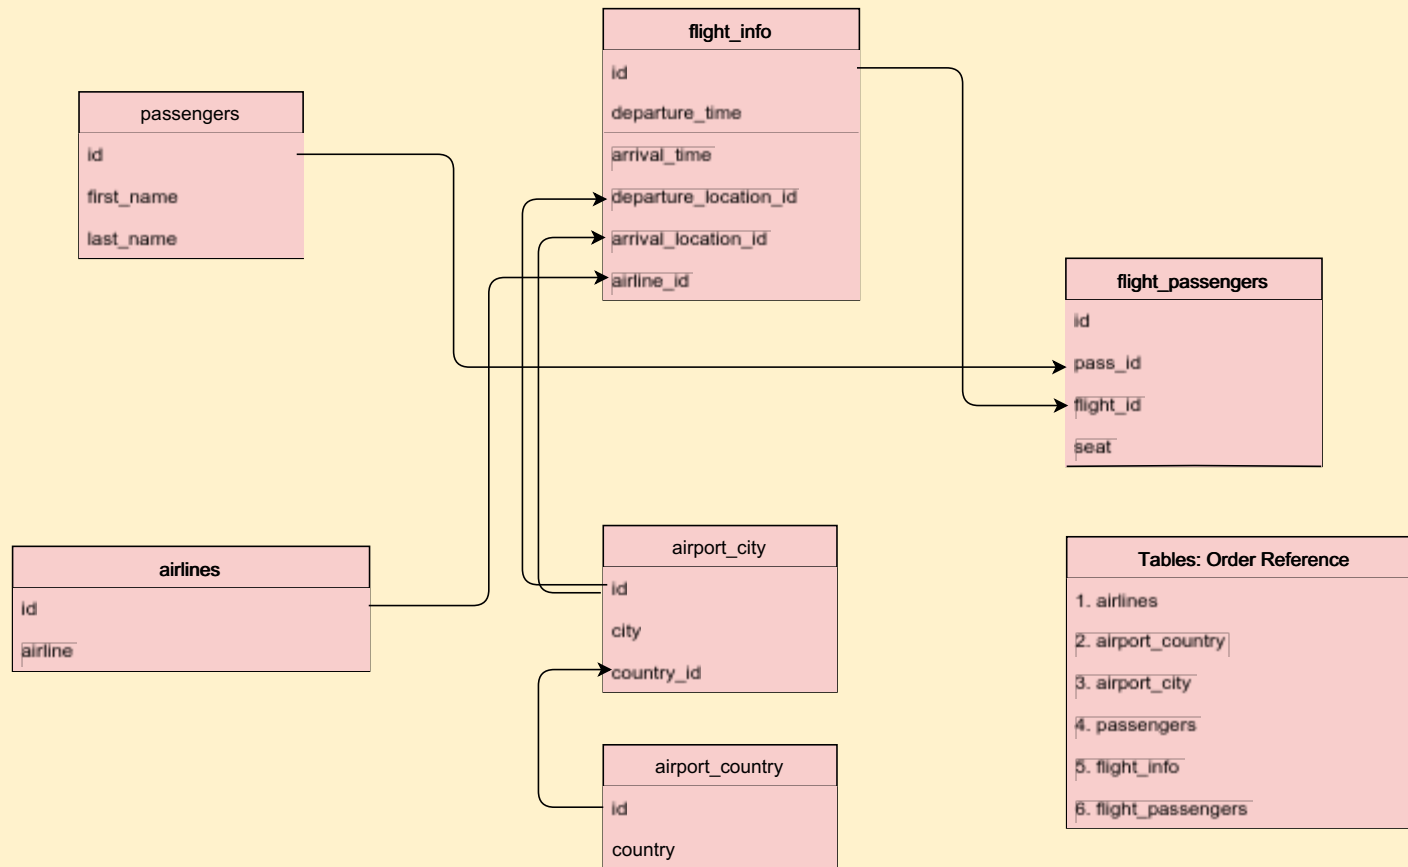 flight_info
id
departure_time
arrival_time
departure_location_id
arrival_location_id
airline_id
passengers
id
first_name
last_name
flight_passengers
id
pass_id
flight_id
seat
airlines
id
airline
airport_city
id
city
country_id
airport_country
id
country
Tables: Order Reference
1. airlines
2. airport_country
3. airport_city
4. passengers
5. flight_info
6. flight_passengers